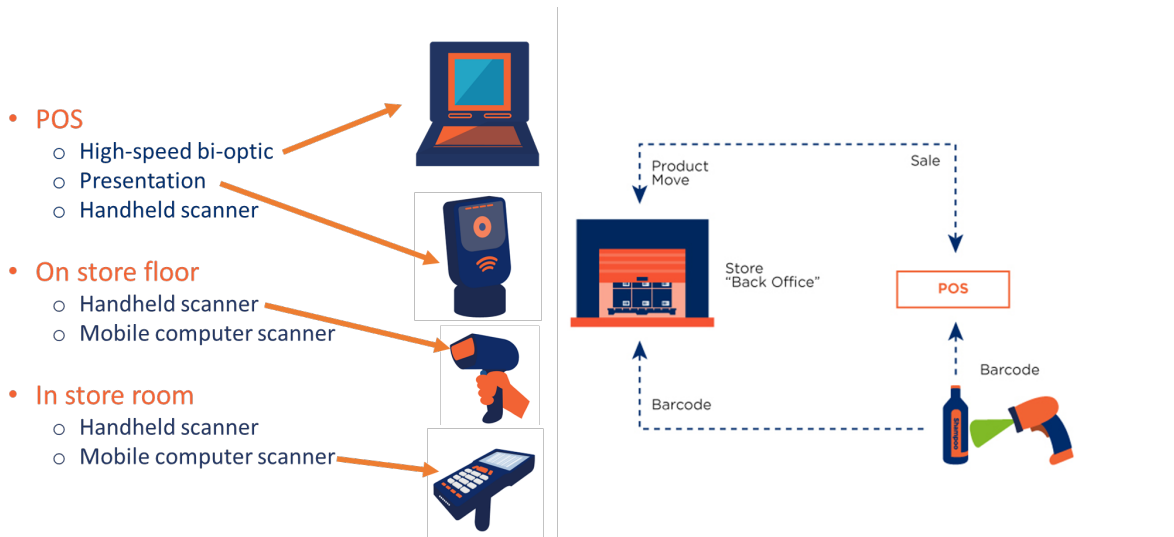 • POS
o High-speed bi-optic
o Presentation
o Handheld scanner
• On store floor
o Handheld scanner
o Mobile computer scanner
• In store room
o Handheld scanner
o Mobile computer scanner
Product
Move
Sale
Store
“Back Office”
POS
Barcode
Barcode
Shampoo